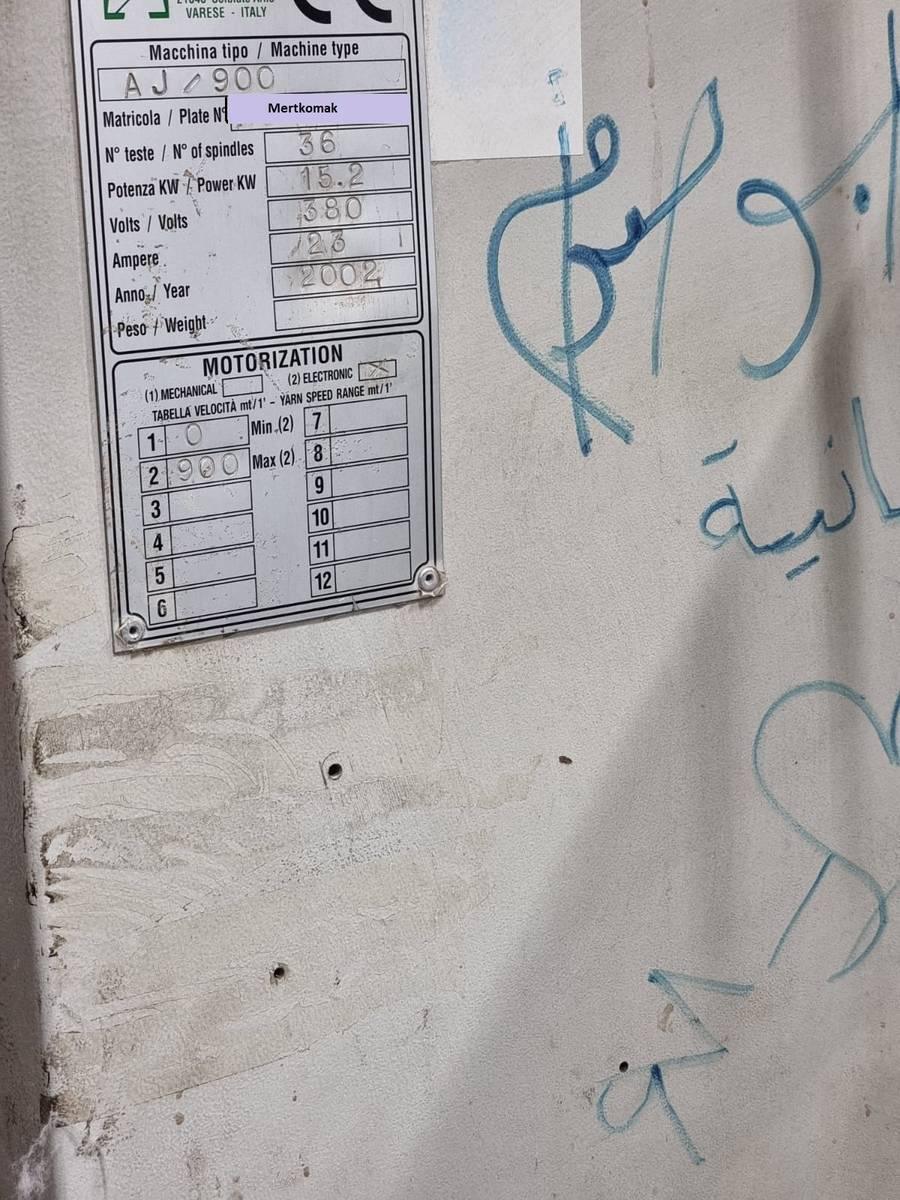 VARESE - ITALY
CE
Macchina tipo / Machine type
AJ/900
Matricola / Plate N° Mertkomak
N° teste / N° of spindles 36
Potenza KW / Power KW 15.2
Volts / Volts 380
Ampere 23
Anno / Year 2002
Peso / Weight
MOTORIZATION
(1) MECHANICAL (2) ELECTRONIC X
TABELLA VELOCITÀ mt/1' - YARN SPEED RANGE mt/1'
1 0 Min (2) 7
2 900 Max (2) 8
3 9
4 10
5 11
6 12